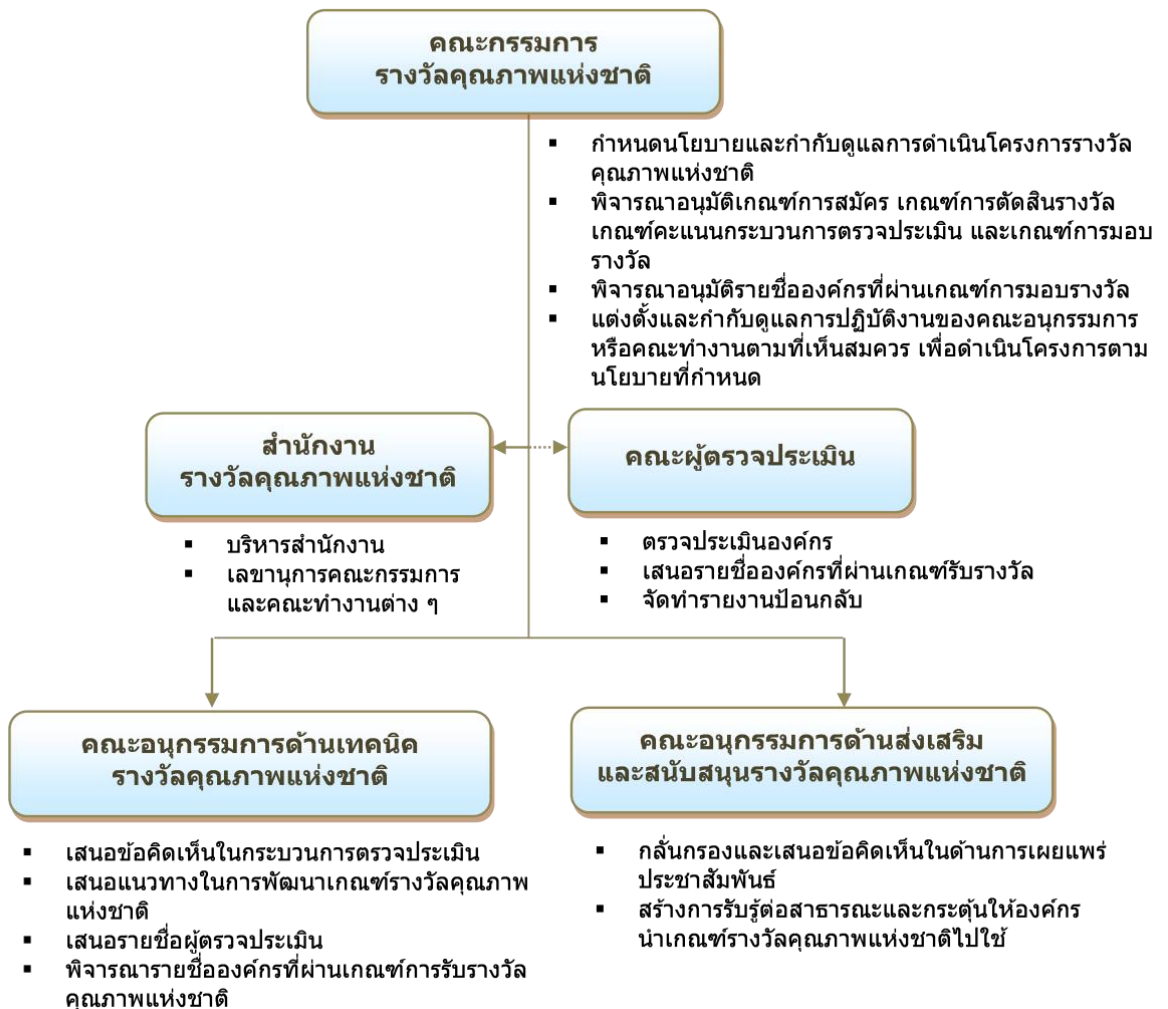 คณะกรรมการ
รางวัลคุณภาพแห่งชาติ
▪ กำหนดนโยบายและกำกับดูแลการดำเนินโครงการรางวัล
คุณภาพแห่งชาติ
▪ พิจารณาอนุมัติเกณฑ์การสมัคร เกณฑ์การตัดสินรางวัล
เกณฑ์คะแนนกระบวนการตรวจประเมิน และเกณฑ์การมอบ
รางวัล
▪ พิจารณาอนุมัติรายชื่อองค์กรที่ผ่านเกณฑ์การมอบรางวัล
▪ แต่งตั้งและกำกับดูแลการปฏิบัติงานของคณะอนุกรรมการ
หรือคณะทำงานตามที่เห็นสมควร เพื่อดำเนินโครงการตาม
นโยบายที่กำหนด
สำนักงาน
รางวัลคุณภาพแห่งชาติ
▪ บริหารสำนักงาน
▪ เลขานุการคณะกรรมการ
และคณะทำงานต่าง ๆ
คณะผู้ตรวจประเมิน
▪ ตรวจประเมินองค์กร
▪ เสนอรายชื่อองค์กรที่ผ่านเกณฑ์รับรางวัล
▪ จัดทำรายงานป้อนกลับ
คณะอนุกรรมการด้านเทคนิค
รางวัลคุณภาพแห่งชาติ
▪ เสนอข้อคิดเห็นในกระบวนการตรวจประเมิน
▪ เสนอแนวทางในการพัฒนาเกณฑ์รางวัลคุณภาพ
แห่งชาติ
▪ เสนอรายชื่อผู้ตรวจประเมิน
▪ พิจารณารายชื่อองค์กรที่ผ่านเกณฑ์การรับรางวัล
คุณภาพแห่งชาติ
คณะอนุกรรมการด้านส่งเสริม
และสนับสนุนรางวัลคุณภาพแห่งชาติ
▪ กลั่นกรองและเสนอข้อคิดเห็นในด้านการเผยแพร่
ประชาสัมพันธ์
▪ สร้างการรับรู้ต่อสาธารณะและกระตุ้นให้องค์กร
นำเกณฑ์รางวัลคุณภาพแห่งชาติไปใช้